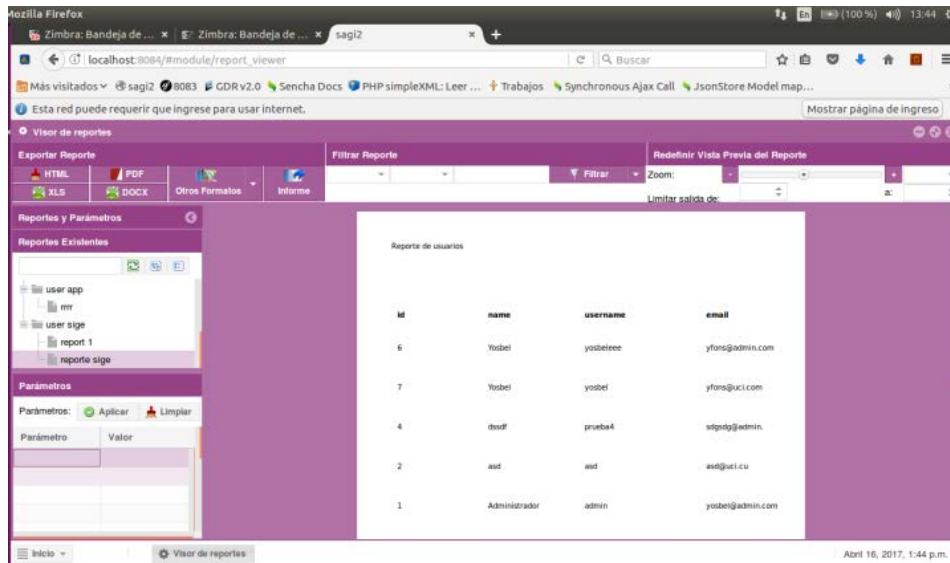 Mozilla Firefox
En (100 %) 13:44
Zimbra: Bandeja de ... × Zimbra: Bandeja de ... × sagi2 × +
localhost:8084/#module/report_viewer Buscar
Más visitados sagi2 8083 GDR v2.0 Sencha Docs PHP simpleXML: Leer ... Trabajos Synchronous Ajax Call JsonStore Model map...
Esta red puede requerir que ingrese para usar internet. Mostrar página de ingreso
Visor de reportes
Exportar Reporte Filtrar Reporte Redefinir Vista Previa del Reporte
HTML PDF Otros Formatos Informe Filtrar Zoom: - +
XLS DOCX Limitar salida de: a:
Reportes y Parámetros
Reportes Existentes
user app
rrrr
user sige
report 1
reporte sige
Parámetros
Parámetros: Aplicar Limpiar
Parámetro Valor
Reporte de usuarios
id name username email
6 Yosbel yosbeleee yfons@admin.com
7 Yosbel yosbel yfons@uci.com
4 dssdf prueba4 sdgsdg@admin.
2 asd asd asd@uci.cu
1 Administrador admin yosbel@admin.com
Inicio Visor de reportes Abril 16, 2017, 1:44 p.m.